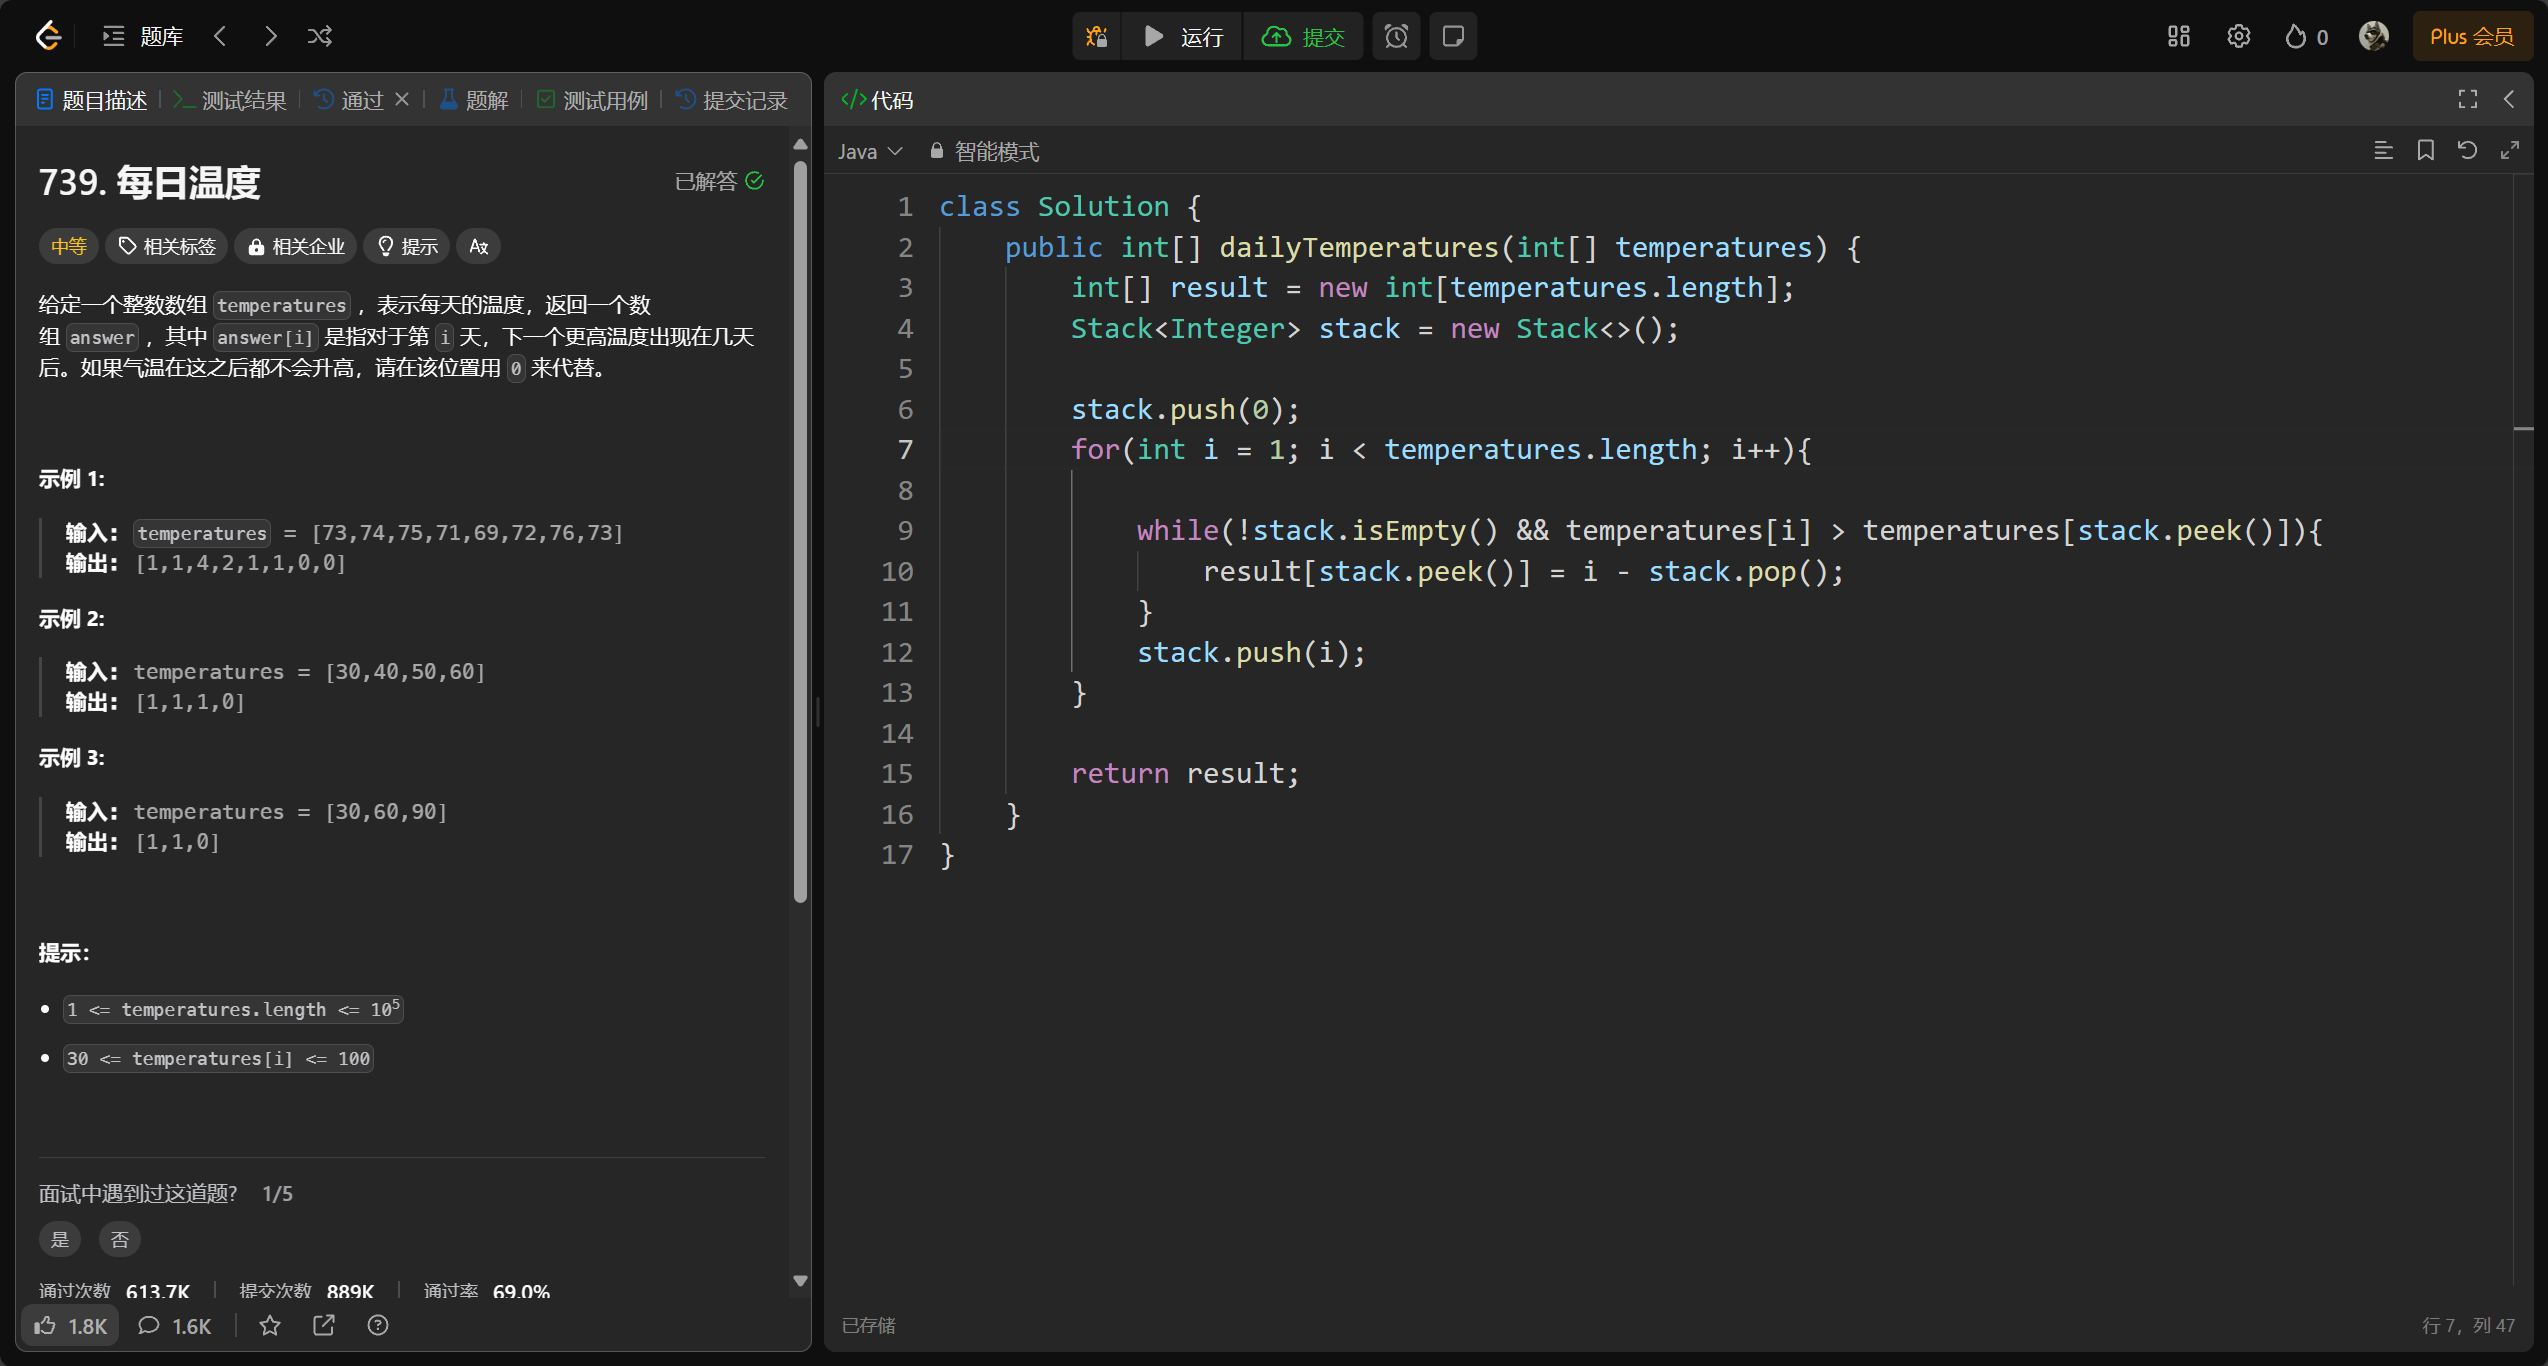 题库
运行
提交
0
Plus 会员
题目描述
测试结果
通过
题解
测试用例
提交记录
739. 每日温度
已解答
中等
相关标签
相关企业
提示
给定一个整数数组 temperatures ，表示每天的温度，返回一个数
组 answer ，其中 answer[i] 是指对于第 i 天，下一个更高温度出现在几天
后。如果气温在这之后都不会升高，请在该位置用 0 来代替。
示例 1:
输入: temperatures = [73,74,75,71,69,72,76,73]
输出: [1,1,4,2,1,1,0,0]
示例 2:
输入: temperatures = [30,40,50,60]
输出: [1,1,1,0]
示例 3:
输入: temperatures = [30,60,90]
输出: [1,1,0]
提示：
• 1 <= temperatures.length <= 10⁵
• 30 <= temperatures[i] <= 100
面试中遇到过这道题? 1/5
是
否
通过次数 613.7K
提交次数 889K
通过率 69.0%
1.8K
1.6K
</> 代码
Java
智能模式
1 class Solution {
2     public int[] dailyTemperatures(int[] temperatures) {
3         int[] result = new int[temperatures.length];
4         Stack<Integer> stack = new Stack<>();
5
6         stack.push(0);
7         for(int i = 1; i < temperatures.length; i++){
8
9             while(!stack.isEmpty() && temperatures[i] > temperatures[stack.peek()]){
10                 result[stack.peek()] = i - stack.pop();
11             }
12             stack.push(i);
13         }
14
15         return result;
16     }
17 }
已存储
行 7，列 47